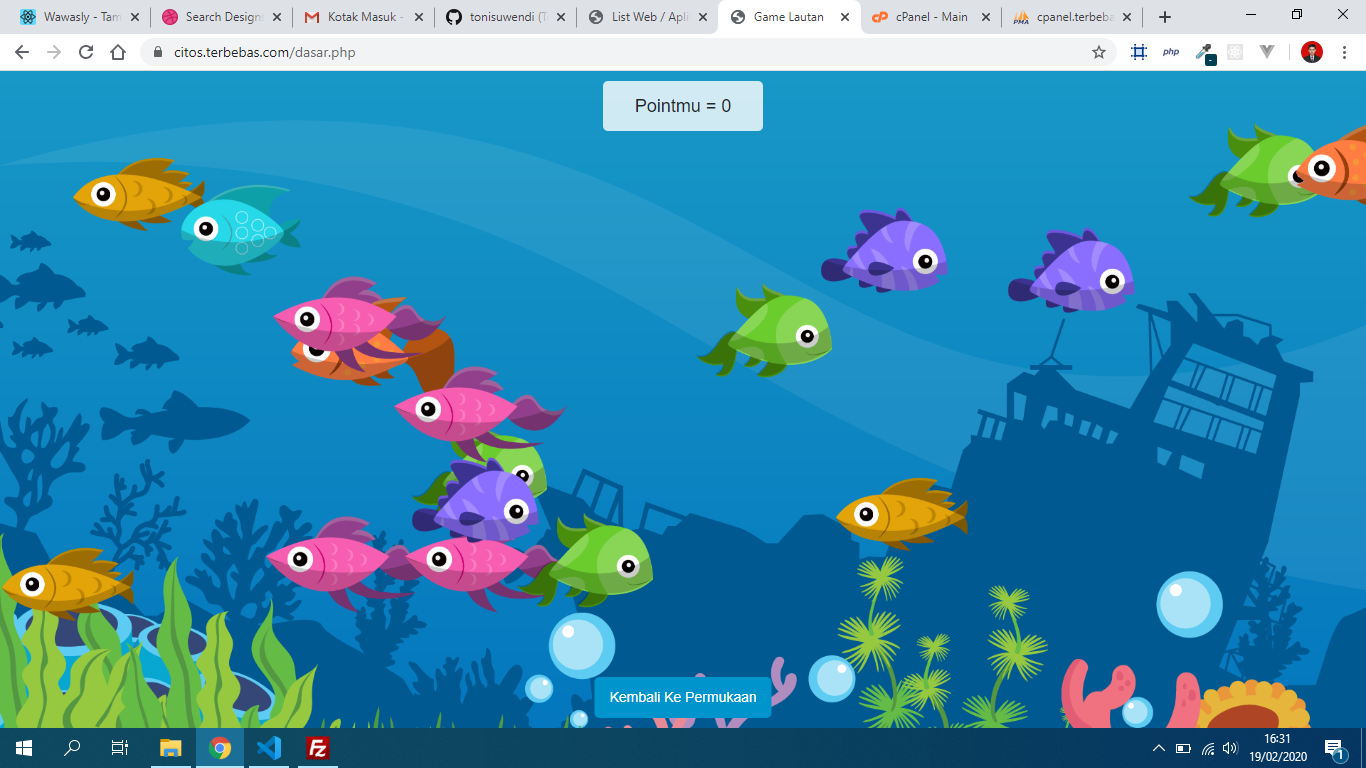 Wawasly - Tam
Search Design
Kotak Masuk -
tonisuwendi (T
List Web / Apli
Game Lautan
cPanel - Main
cpanel.terbeba
citos.terbebas.com/dasar.php
php
Pointmu = 0
Kembali Ke Permukaan
16:31
19/02/2020
1